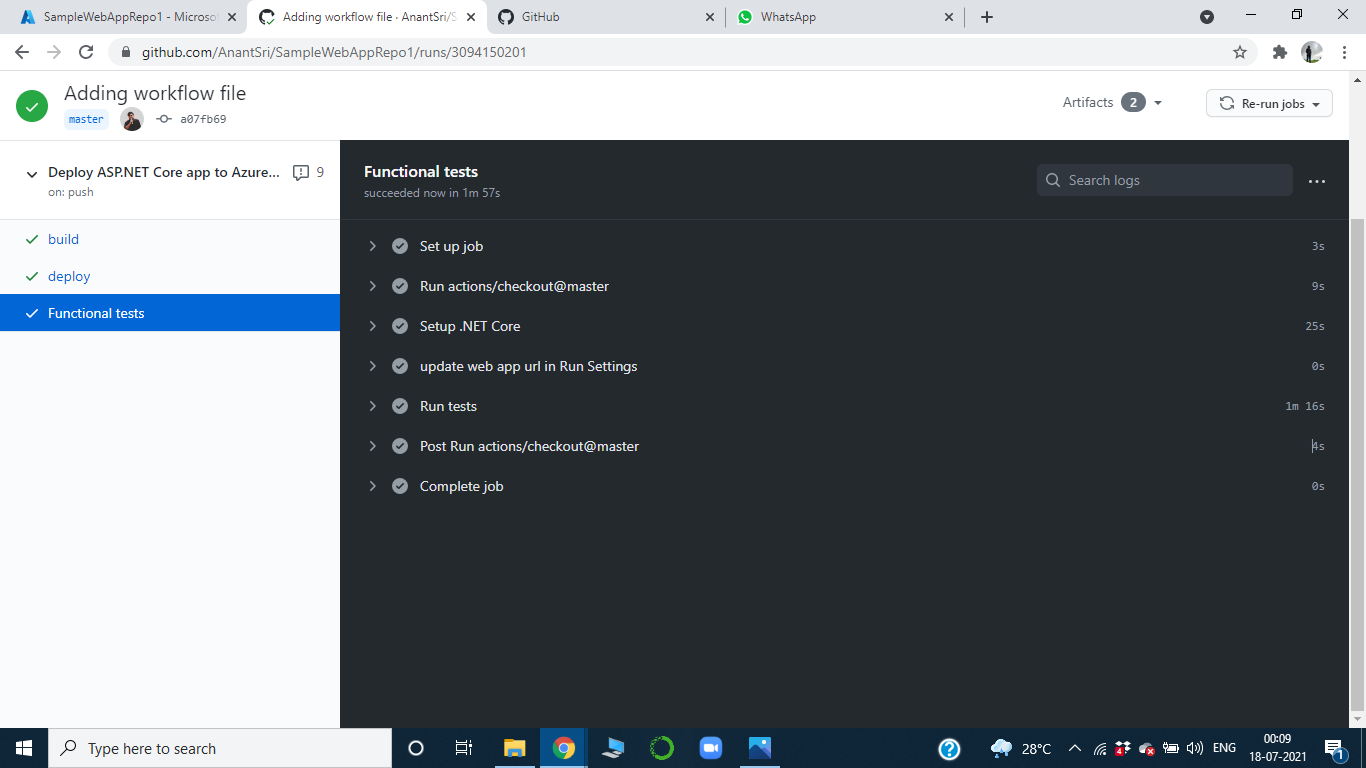 SampleWebAppRepo1 - Microso
Adding workflow file · AnantSri/S
GitHub
WhatsApp
github.com/AnantSri/SampleWebAppRepo1/runs/3094150201
Adding workflow file
master
a07fb69
Artifacts 2
Re-run jobs
Deploy ASP.NET Core app to Azure... 9
on: push
build
deploy
Functional tests
Functional tests
succeeded now in 1m 57s
Search logs
Set up job 3s
Run actions/checkout@master 9s
Setup .NET Core 25s
update web app url in Run Settings 0s
Run tests 1m 16s
Post Run actions/checkout@master 4s
Complete job 0s
Type here to search
28°C
4
ENG
00:09
18-07-2021
1